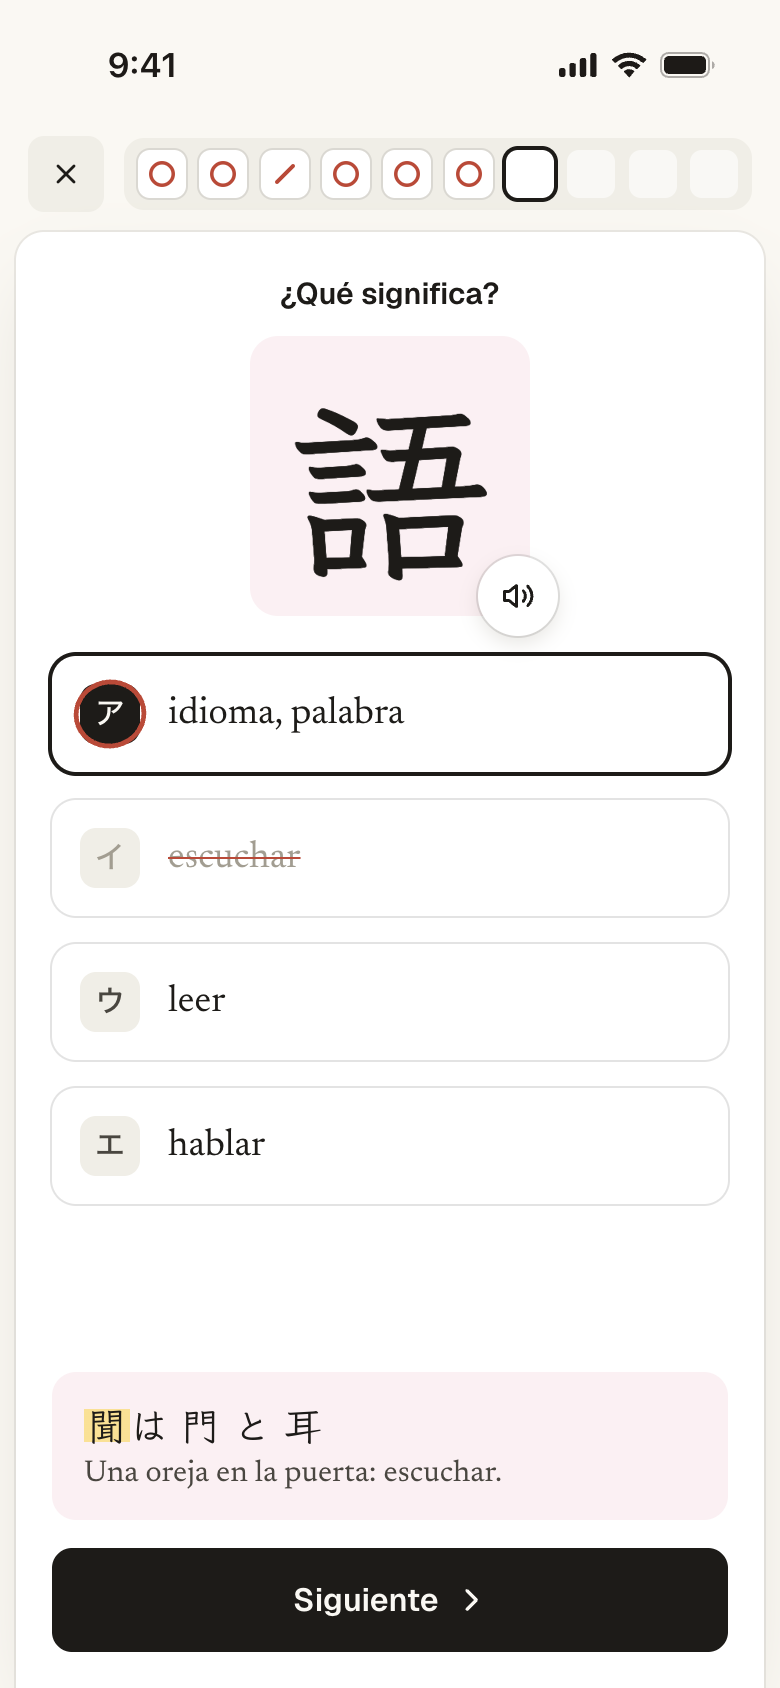 9:41
¿Qué significa?
語
ア idioma, palabra
イ escuchar
ウ leer
エ hablar
聞は 門 と 耳
Una oreja en la puerta: escuchar.
Siguiente